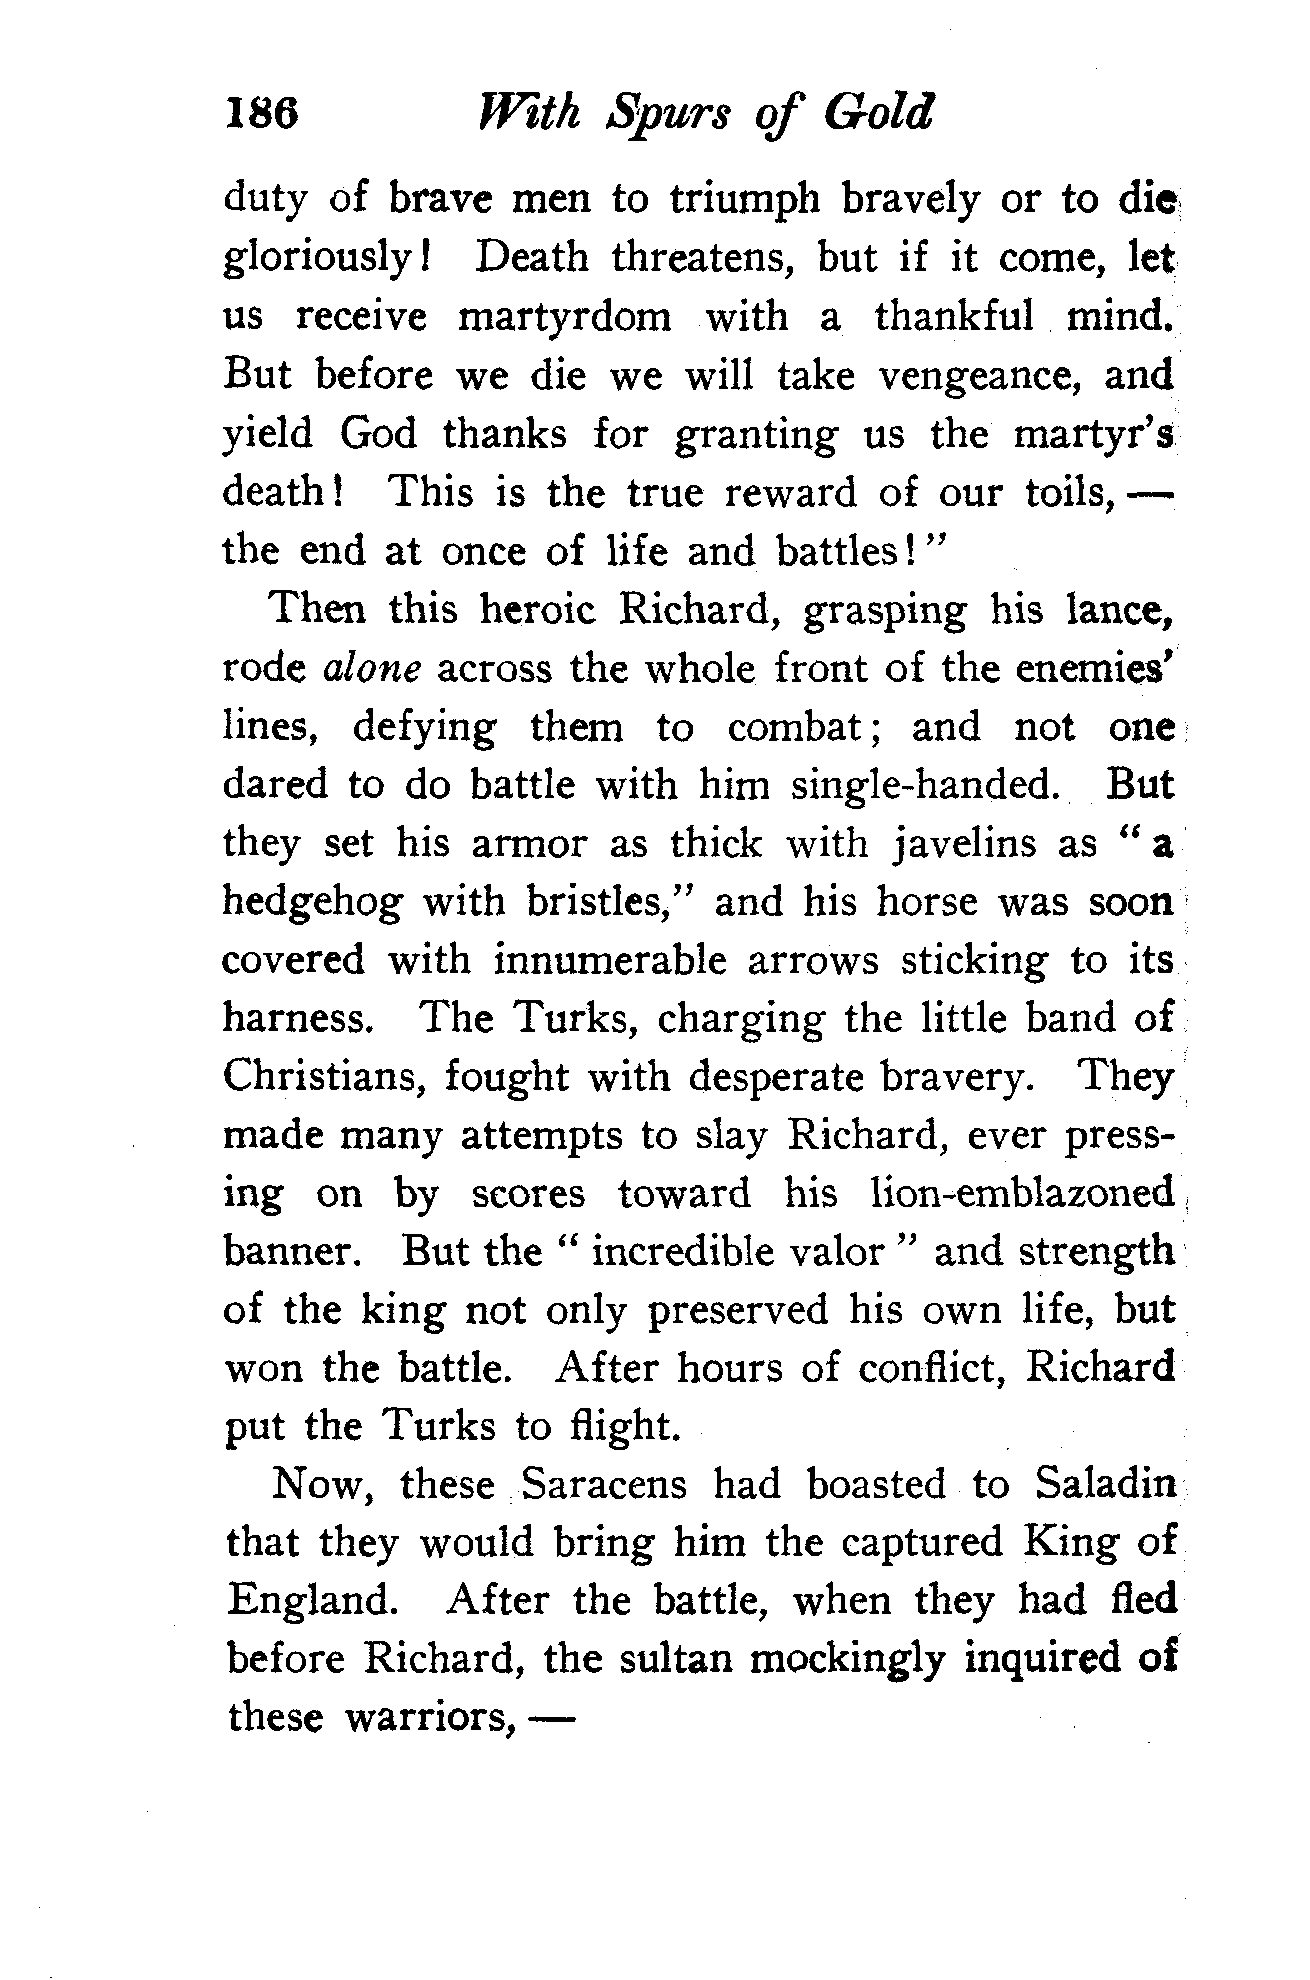 186 With Spurs of Gold
duty of brave men to triumph bravely or to die
gloriously! Death threatens, but if it come, let
us receive martyrdom with a thankful mind.
But before we die we will take vengeance, and
yield God thanks for granting us the martyr's
death! This is the true reward of our toils, —
the end at once of life and battles!"
Then this heroic Richard, grasping his lance,
rode alone across the whole front of the enemies'
lines, defying them to combat; and not one
dared to do battle with him single-handed. But
they set his armor as thick with javelins as "a
hedgehog with bristles," and his horse was soon
covered with innumerable arrows sticking to its
harness. The Turks, charging the little band of
Christians, fought with desperate bravery. They
made many attempts to slay Richard, ever press-
ing on by scores toward his lion-emblazoned
banner. But the "incredible valor" and strength
of the king not only preserved his own life, but
won the battle. After hours of conflict, Richard
put the Turks to flight.
Now, these Saracens had boasted to Saladin
that they would bring him the captured King of
England. After the battle, when they had fled
before Richard, the sultan mockingly inquired of
these warriors, —